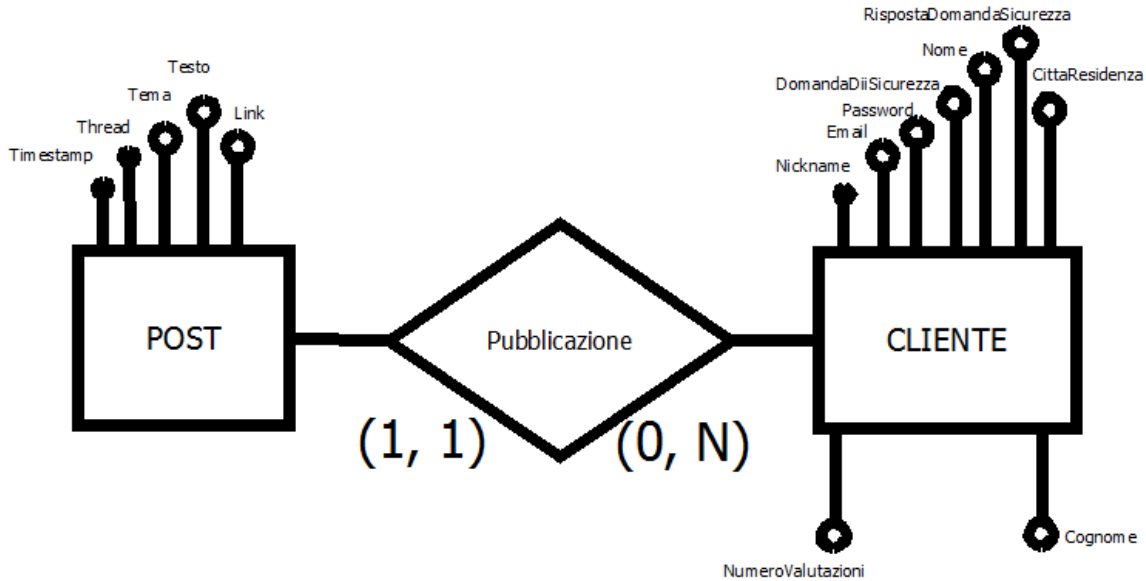 RispostaDomandaSicurezza
Nome
Testo
CittaResidenza
Tema
DomandaDiiSicurezza
Link
Password
Thread
Email
Timestamp
Nickname
POST
Pubblicazione
CLIENTE
(1, 1)
(0, N)
Cognome
NumeroValutazioni